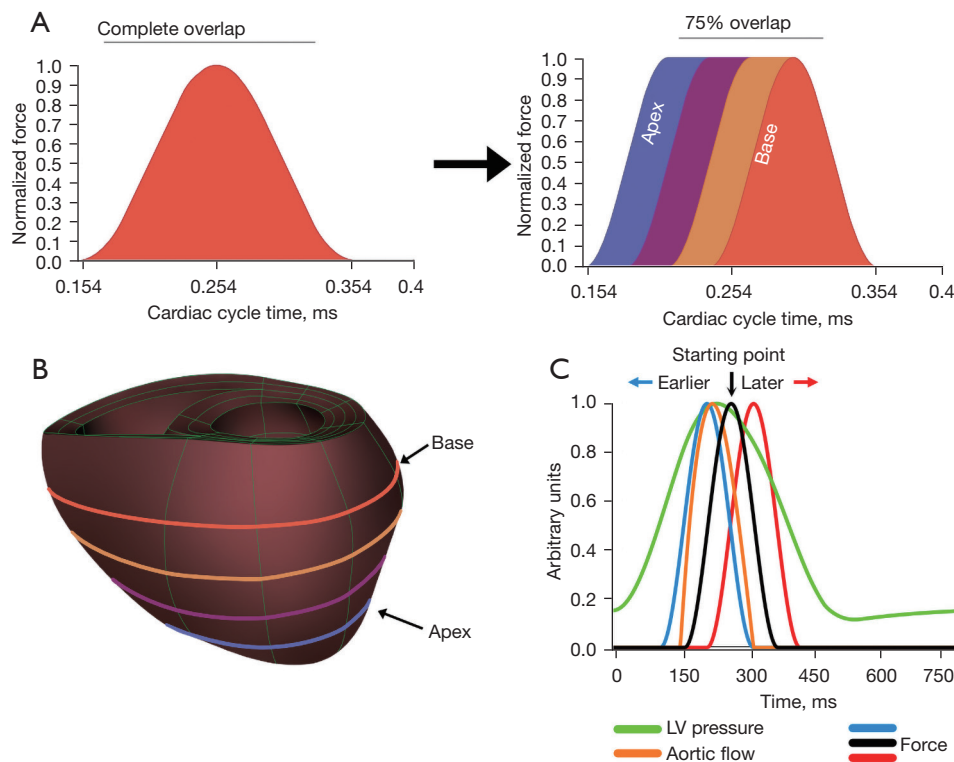 A
Complete overlap
1.0
0.9
0.8
0.7
0.6
0.5
0.4
0.3
0.2
0.1
0.0
Normalized force
0.154
0.254
0.354
0.4
Cardiac cycle time, ms
75% overlap
1.0
0.9
0.8
0.7
0.6
0.5
0.4
0.3
0.2
0.1
0.0
Normalized force
Apex
Base
0.154
0.254
0.354
0.4
Cardiac cycle time, ms
B
Base
Apex
C
Starting point
Earlier
Later
1.0
0.8
0.6
0.4
0.2
0.0
Arbitrary units
0
150
300
450
600
750
Time, ms
LV pressure
Aortic flow
Force